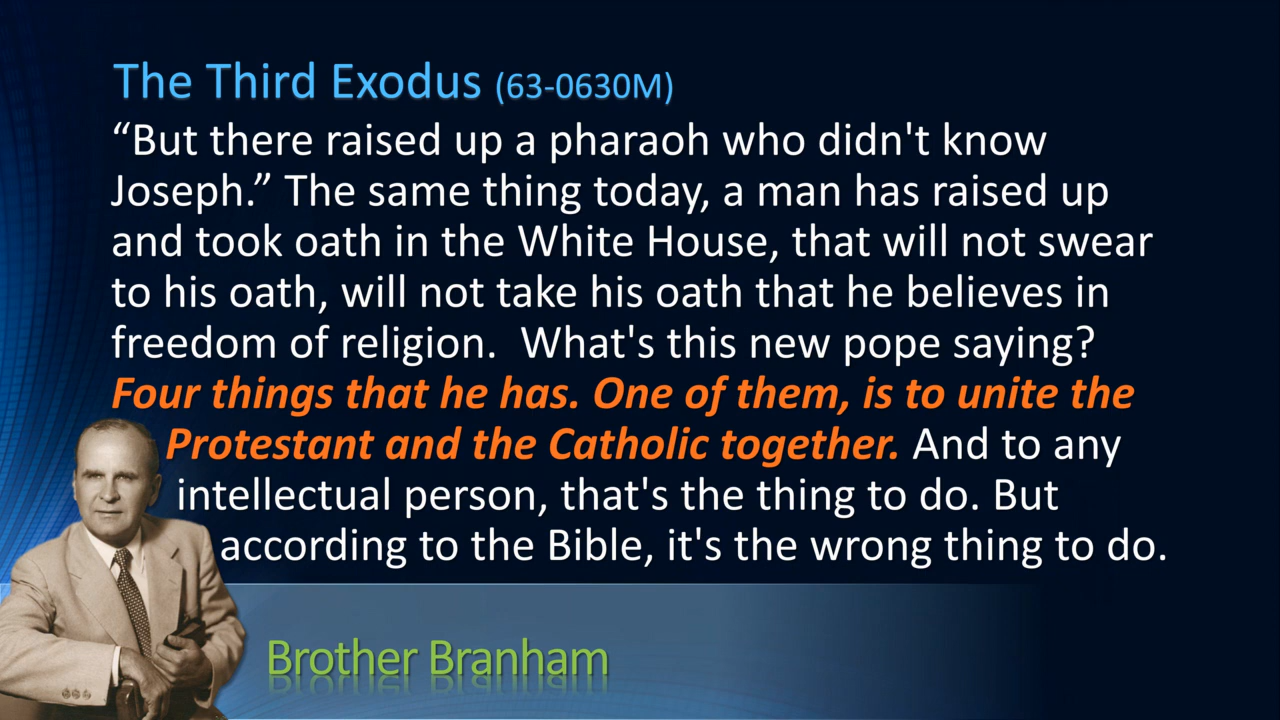 The Third Exodus (63-0630M)
“But there raised up a pharaoh who didn't know
Joseph.” The same thing today, a man has raised up
and took oath in the White House, that will not swear
to his oath, will not take his oath that he believes in
freedom of religion.  What's this new pope saying?
Four things that he has. One of them, is to unite the
Protestant and the Catholic together. And to any
intellectual person, that's the thing to do. But
according to the Bible, it's the wrong thing to do.
Brother Branham